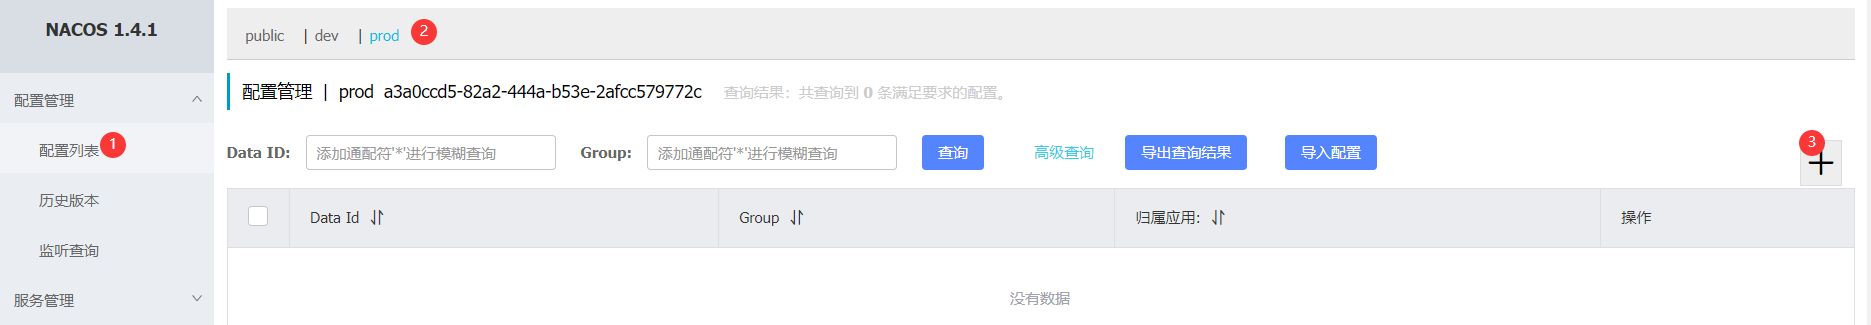 NACOS 1.4.1
配置管理
配置列表 1
历史版本
监听查询
服务管理
public | dev | prod 2
配置管理 | prod a3a0ccd5-82a2-444a-b53e-2afcc579772c 查询结果：共查询到 0 条满足要求的配置。
Data ID: 添加通配符'*'进行模糊查询 Group: 添加通配符'*'进行模糊查询 查询 高级查询 导出查询结果 导入配置 3
Data Id Group 归属应用: 操作
没有数据